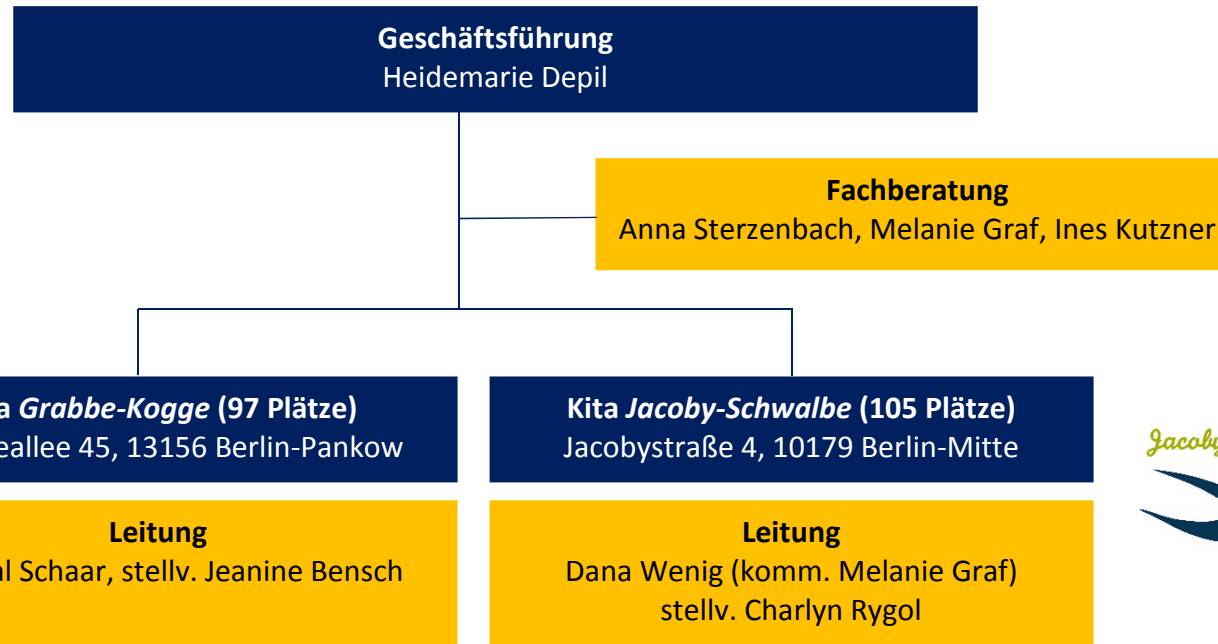 Geschäftsführung
Heidemarie Depil
Fachberatung
Anna Sterzenbach, Melanie Graf, Ines Kutzner
Grabbe-Kogge (97 Plätze)
45, 13156 Berlin-Pankow
Kita Jacoby-Schwalbe (105 Plätze)
Jacobystraße 4, 10179 Berlin-Mitte
Leitung
Schaar, stellv. Jeanine Bensch
Leitung
Dana Wenig (komm. Melanie Graf)
stellv. Charlyn Rygol